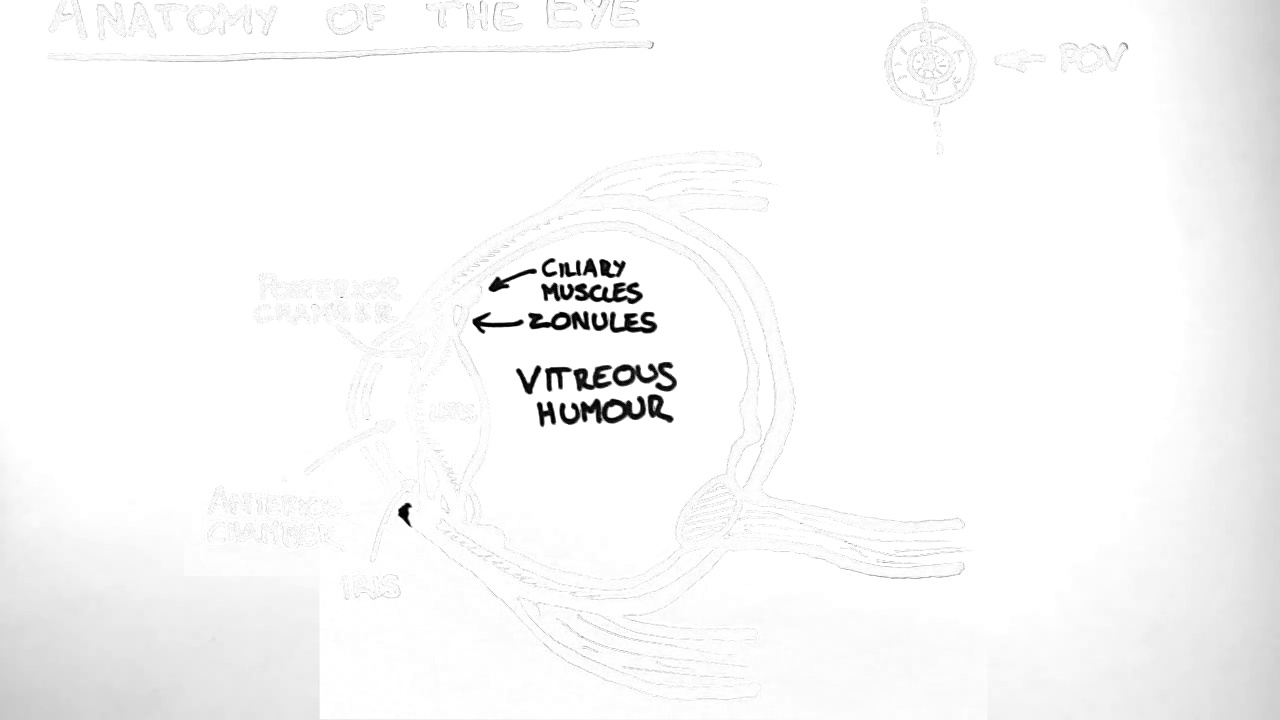 ANATOMY OF THE EYE
POV
CILIARY
MUSCLES
ZONULES
POSTERIOR
CHAMBER
VITREOUS
HUMOUR
LENS
ANTERIOR
CHAMBER
IRIS